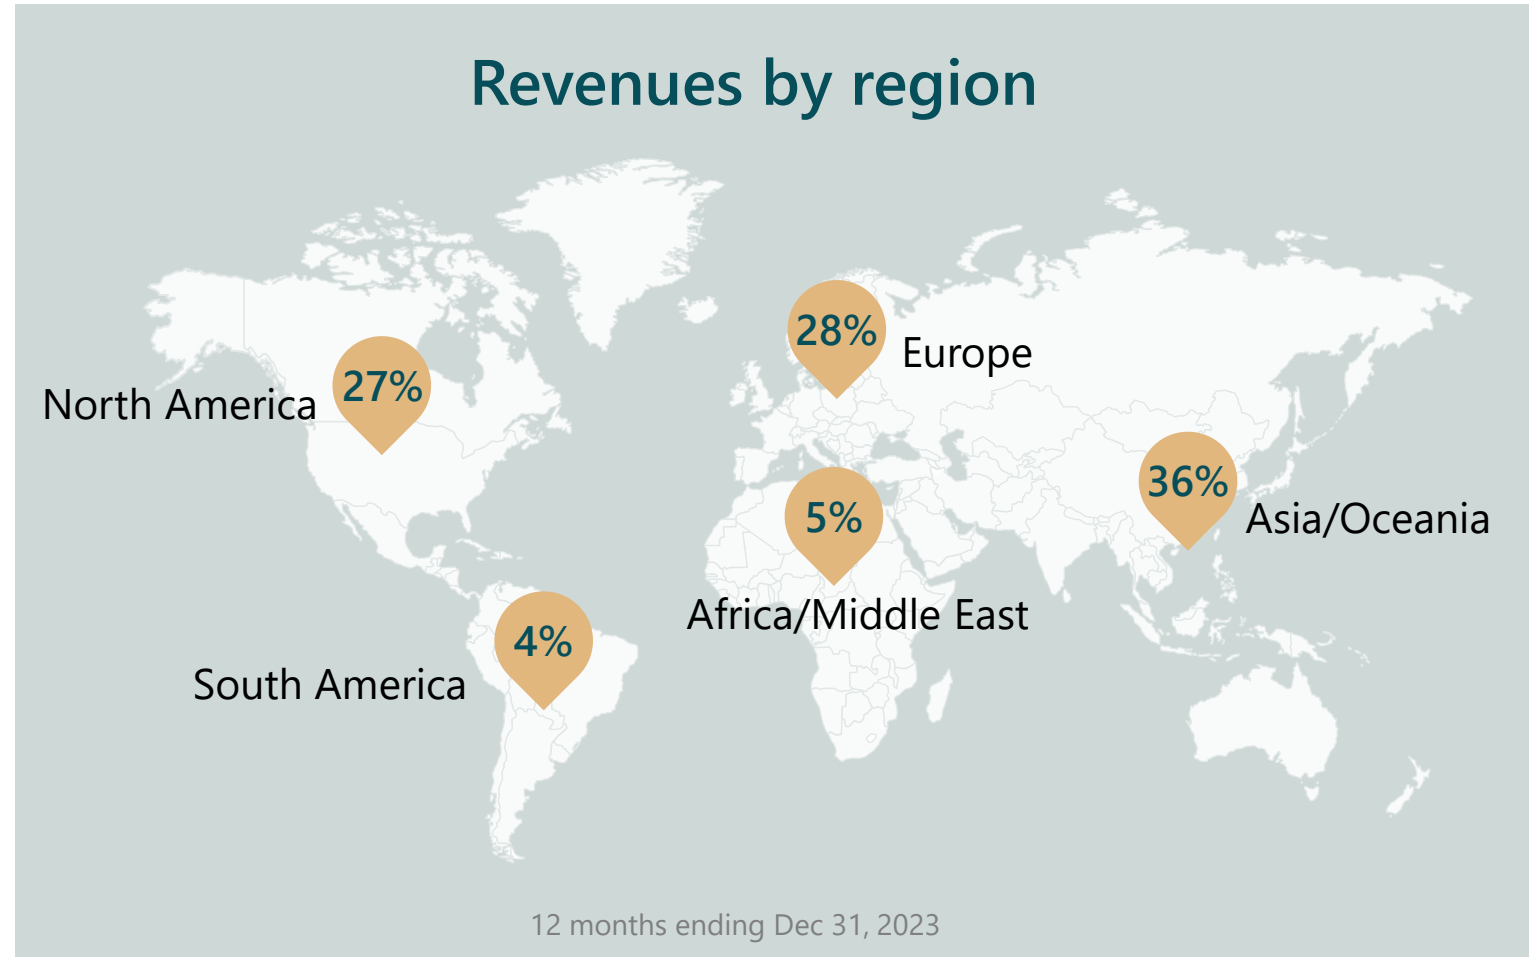 Revenues by region
28%
Europe
27%
North America
36%
Asia/Oceania
5%
Africa/Middle East
4%
South America
12 months ending Dec 31, 2023